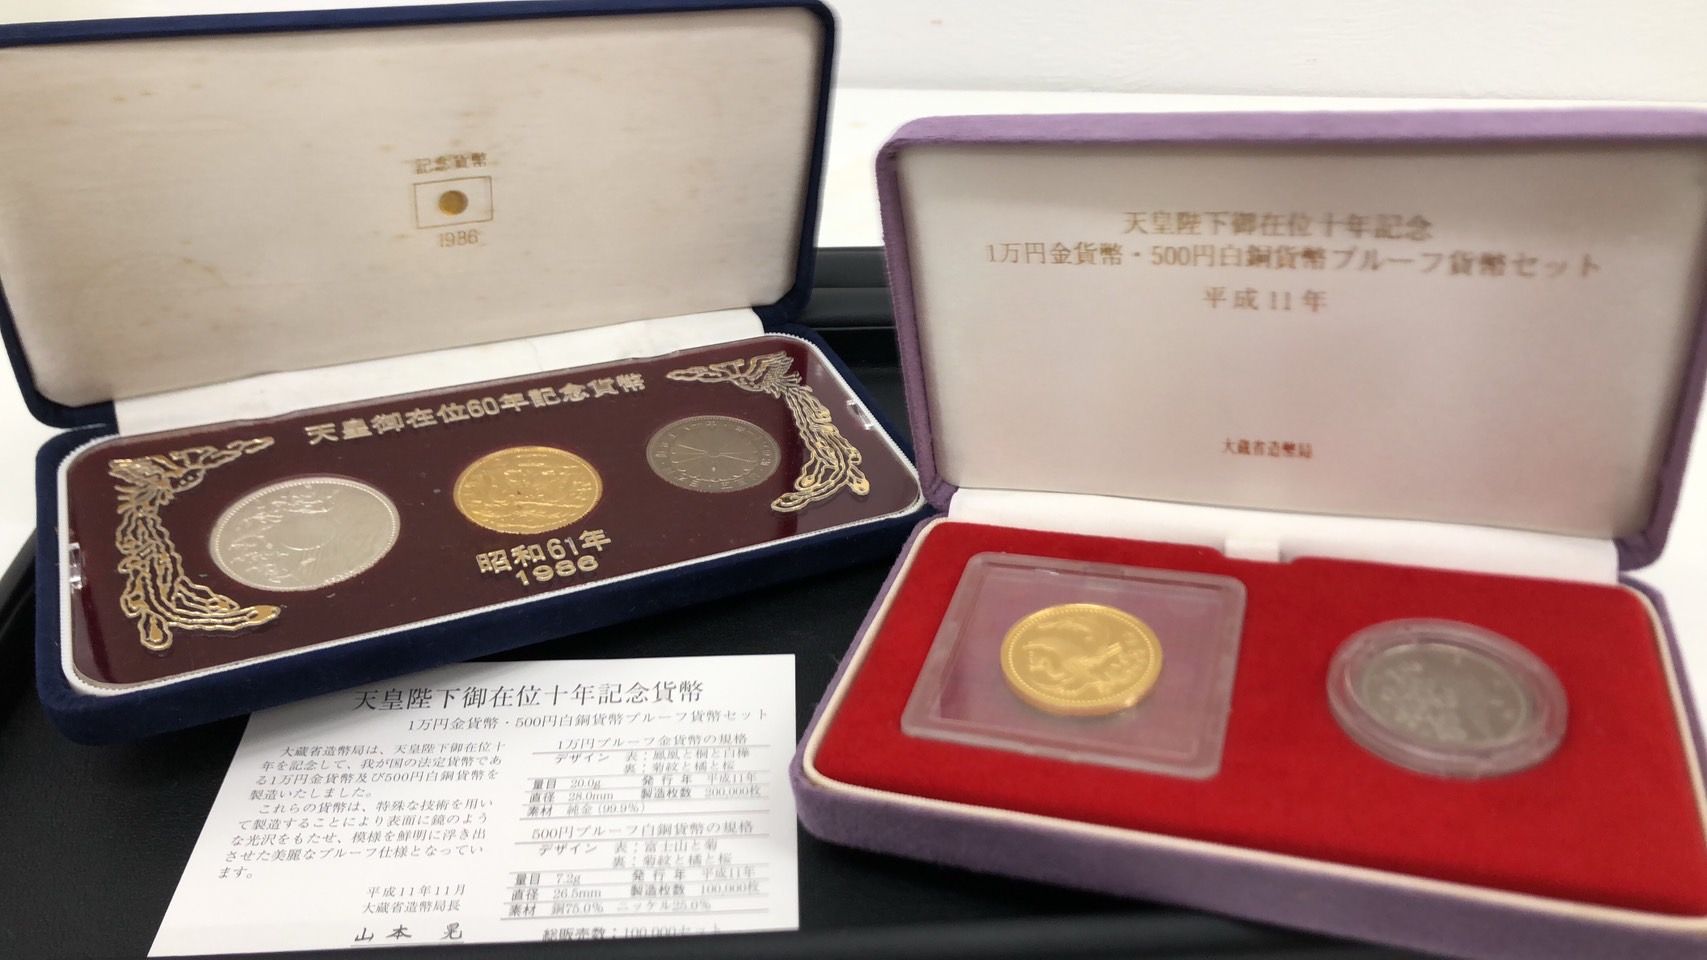 記念貨幣
1986
天皇御在位60年記念貨幣
昭和61年
1986
天皇陛下御在位十年記念
1万円金貨幣・500円白銅貨幣プルーフ貨幣セット
平成11年
大蔵省造幣局
天皇陛下御在位十年記念貨幣
1万円金貨幣・500円白銅貨幣プルーフ貨幣セット
大蔵省造幣局は、天皇陛下御在位十
年を記念して、我が国の法定貨幣であ
る1万円金貨幣及び500円白銅貨幣を
製造いたしました。
これらの貨幣は、特殊な技術を用い
て製造することにより表面に鏡のよう
な光沢をもたせ、模様を鮮明に浮き出
させた美麗なプルーフ仕様となってい
ます。
平成11年11月
大蔵省造幣局長
山本 晃
1万円プルーフ金貨幣の規格
デザイン 表：鳳凰と桐と白樺
裏：菊紋と橘と桜
量目 20.0g 発行年 平成11年
直径 28.0mm 製造枚数 200,000枚
素材 純金（99.9%）
500円プルーフ白銅貨幣の規格
デザイン 表：富士山と菊
裏：菊紋と橘と桜
量目 7.2g 発行年 平成11年
直径 26.5mm 製造枚数 100,000枚
素材 銅75.0% ニッケル25.0%
総販売数：100,000セット